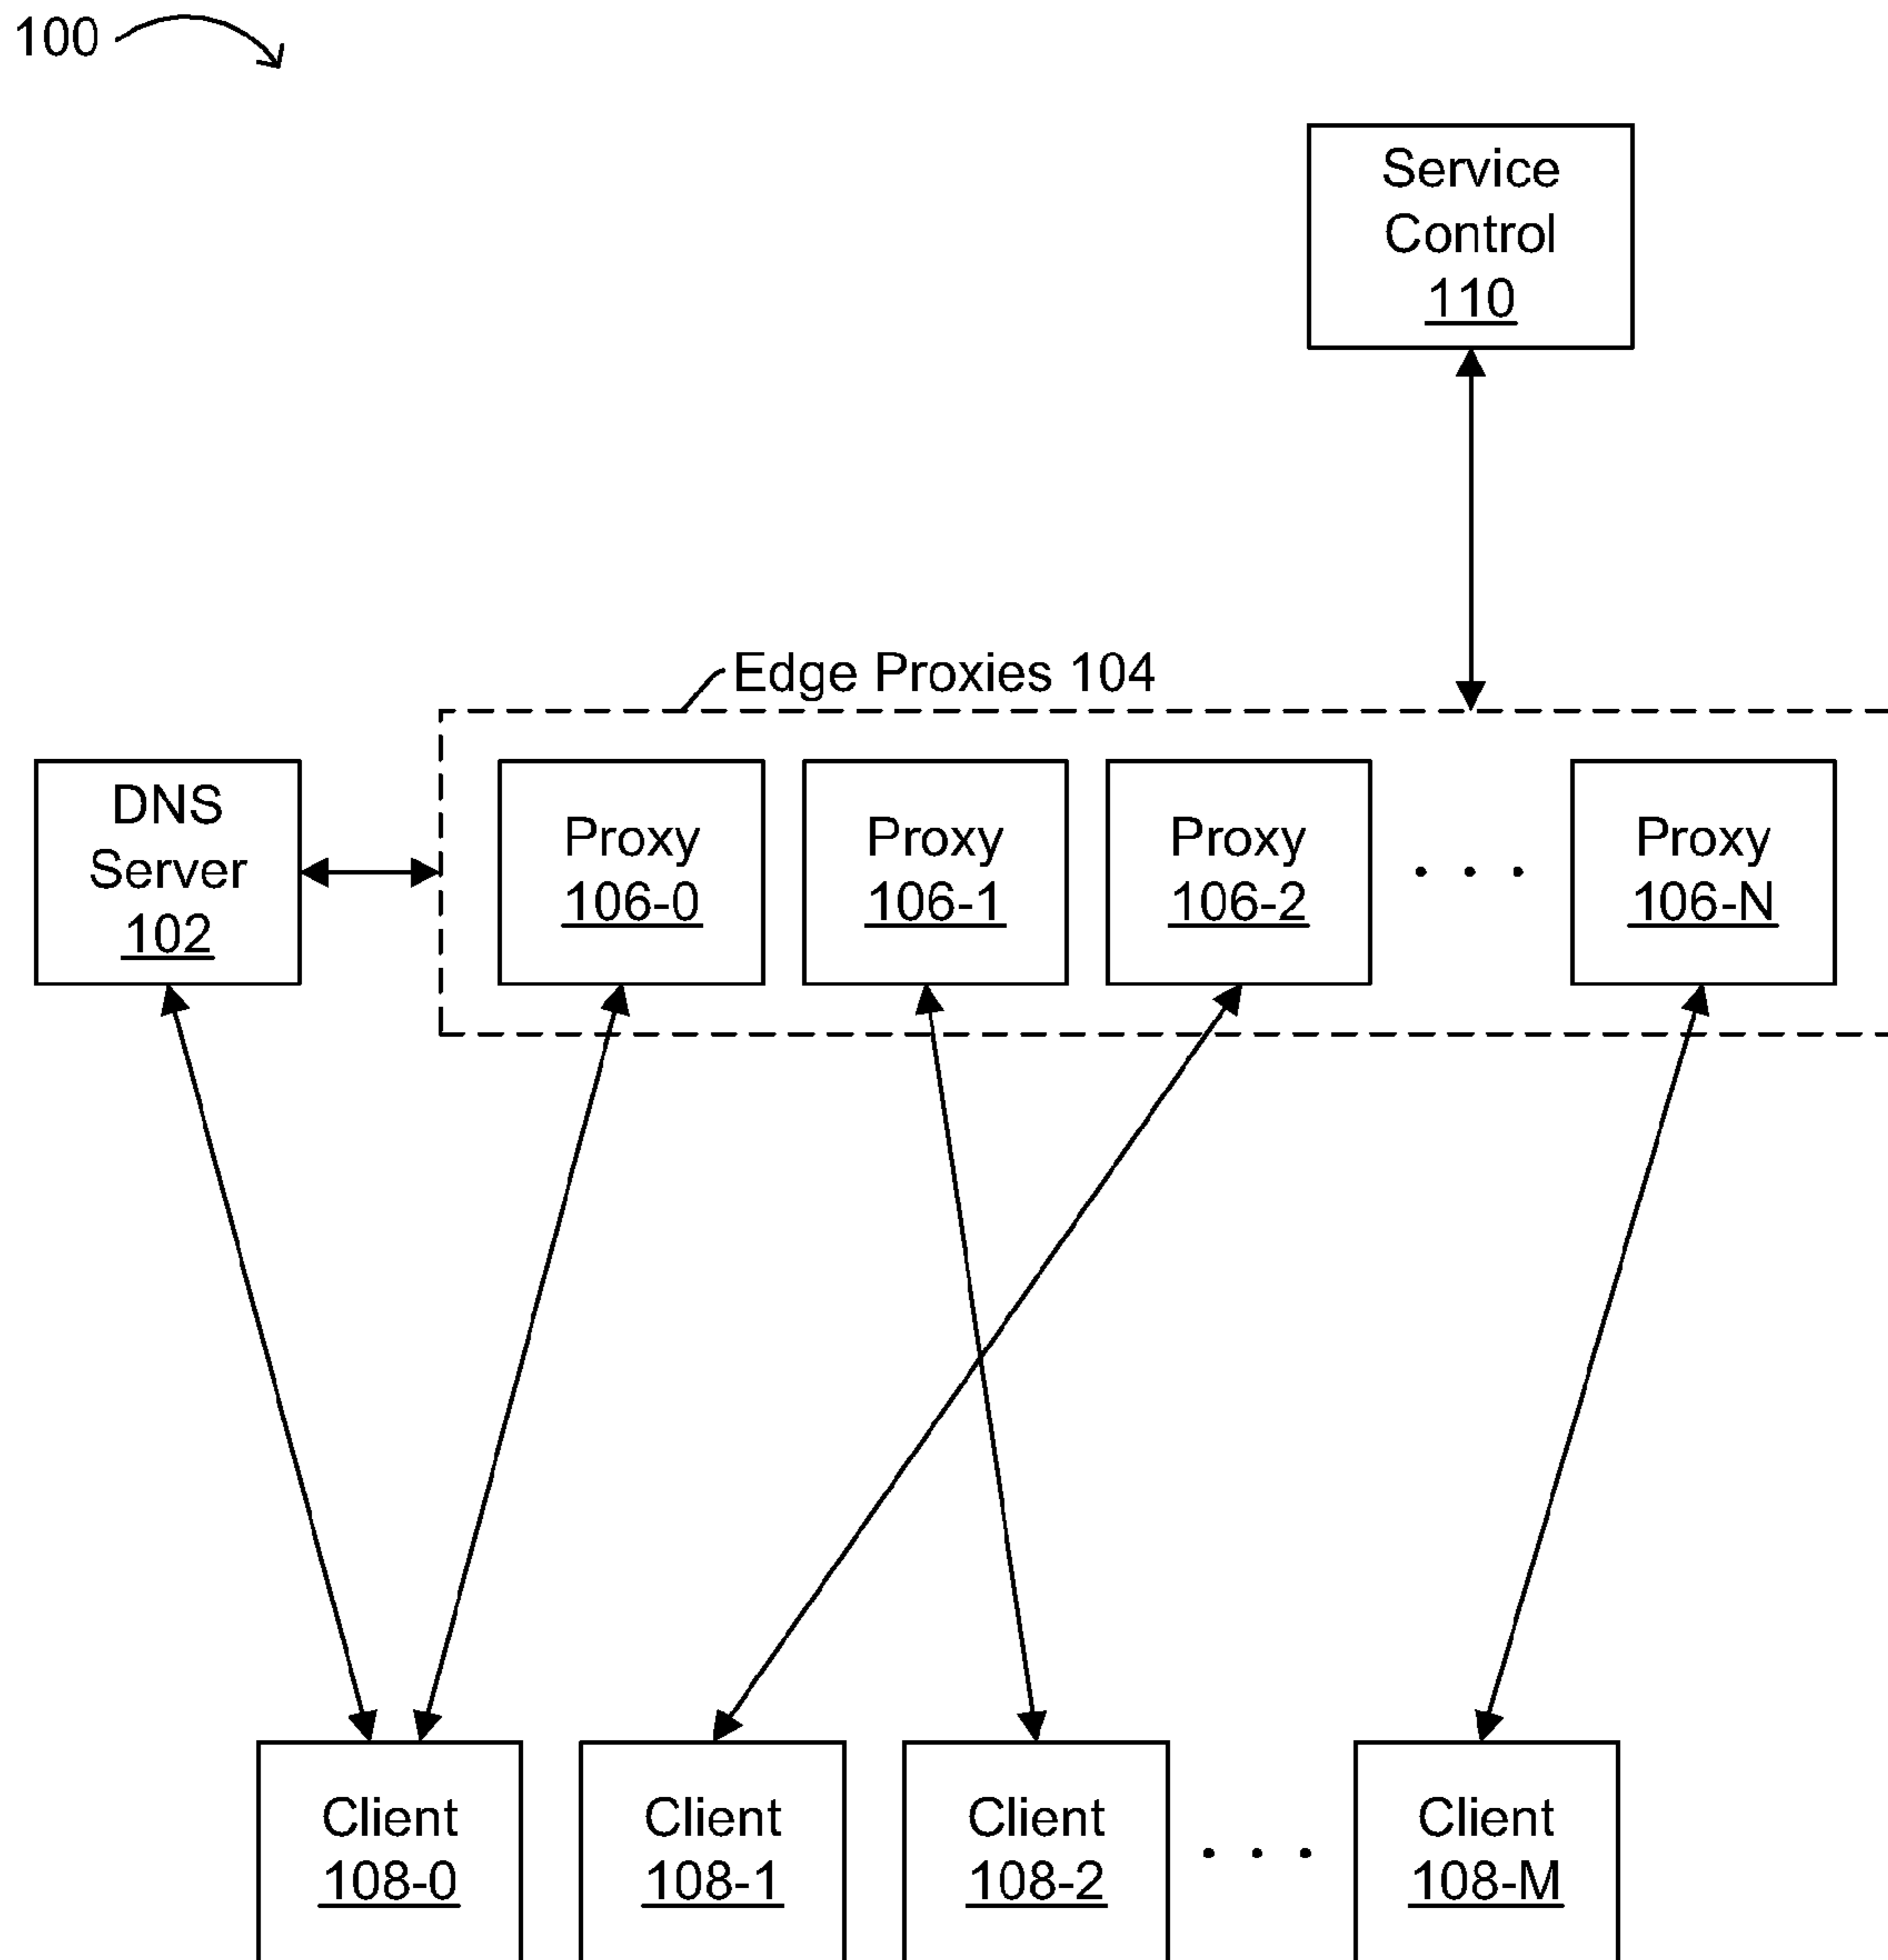 100
Service
Control
110
Edge Proxies 104
DNS
Server
102
Proxy
106-0
Proxy
106-1
Proxy
106-2
. . .
Proxy
106-N
Client
108-0
Client
108-1
Client
108-2
. . .
Client
108-M